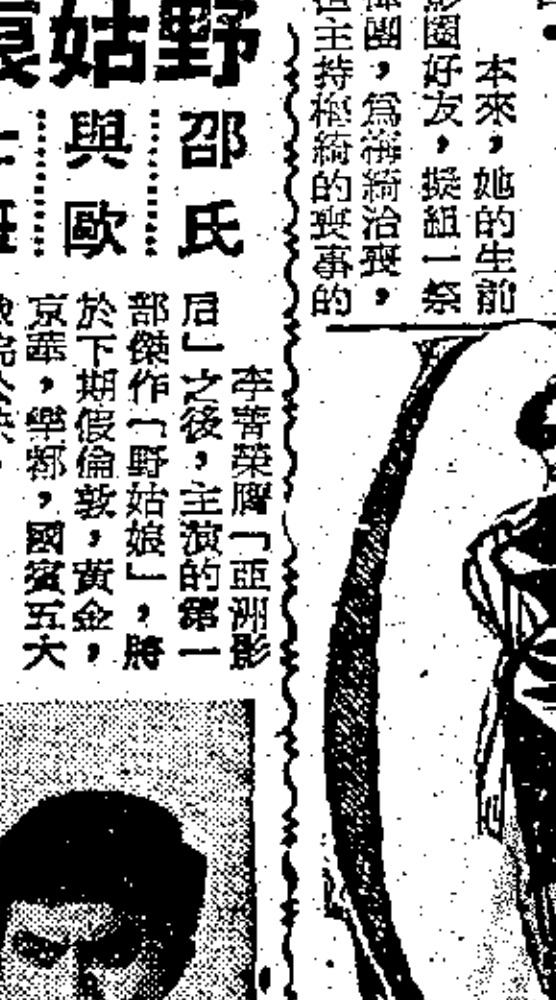 本來，她的生前
影圈好友，擬組一祭
團，為梅綺治喪，
主持梅綺的喪事的
野姑
邵氏
與歐
李菁榮膺「亞洲影
后」之後，主演的第一
部傑作「野姑娘」，將
於下期假倫敦，黃金，
京華，樂都，國賓五大